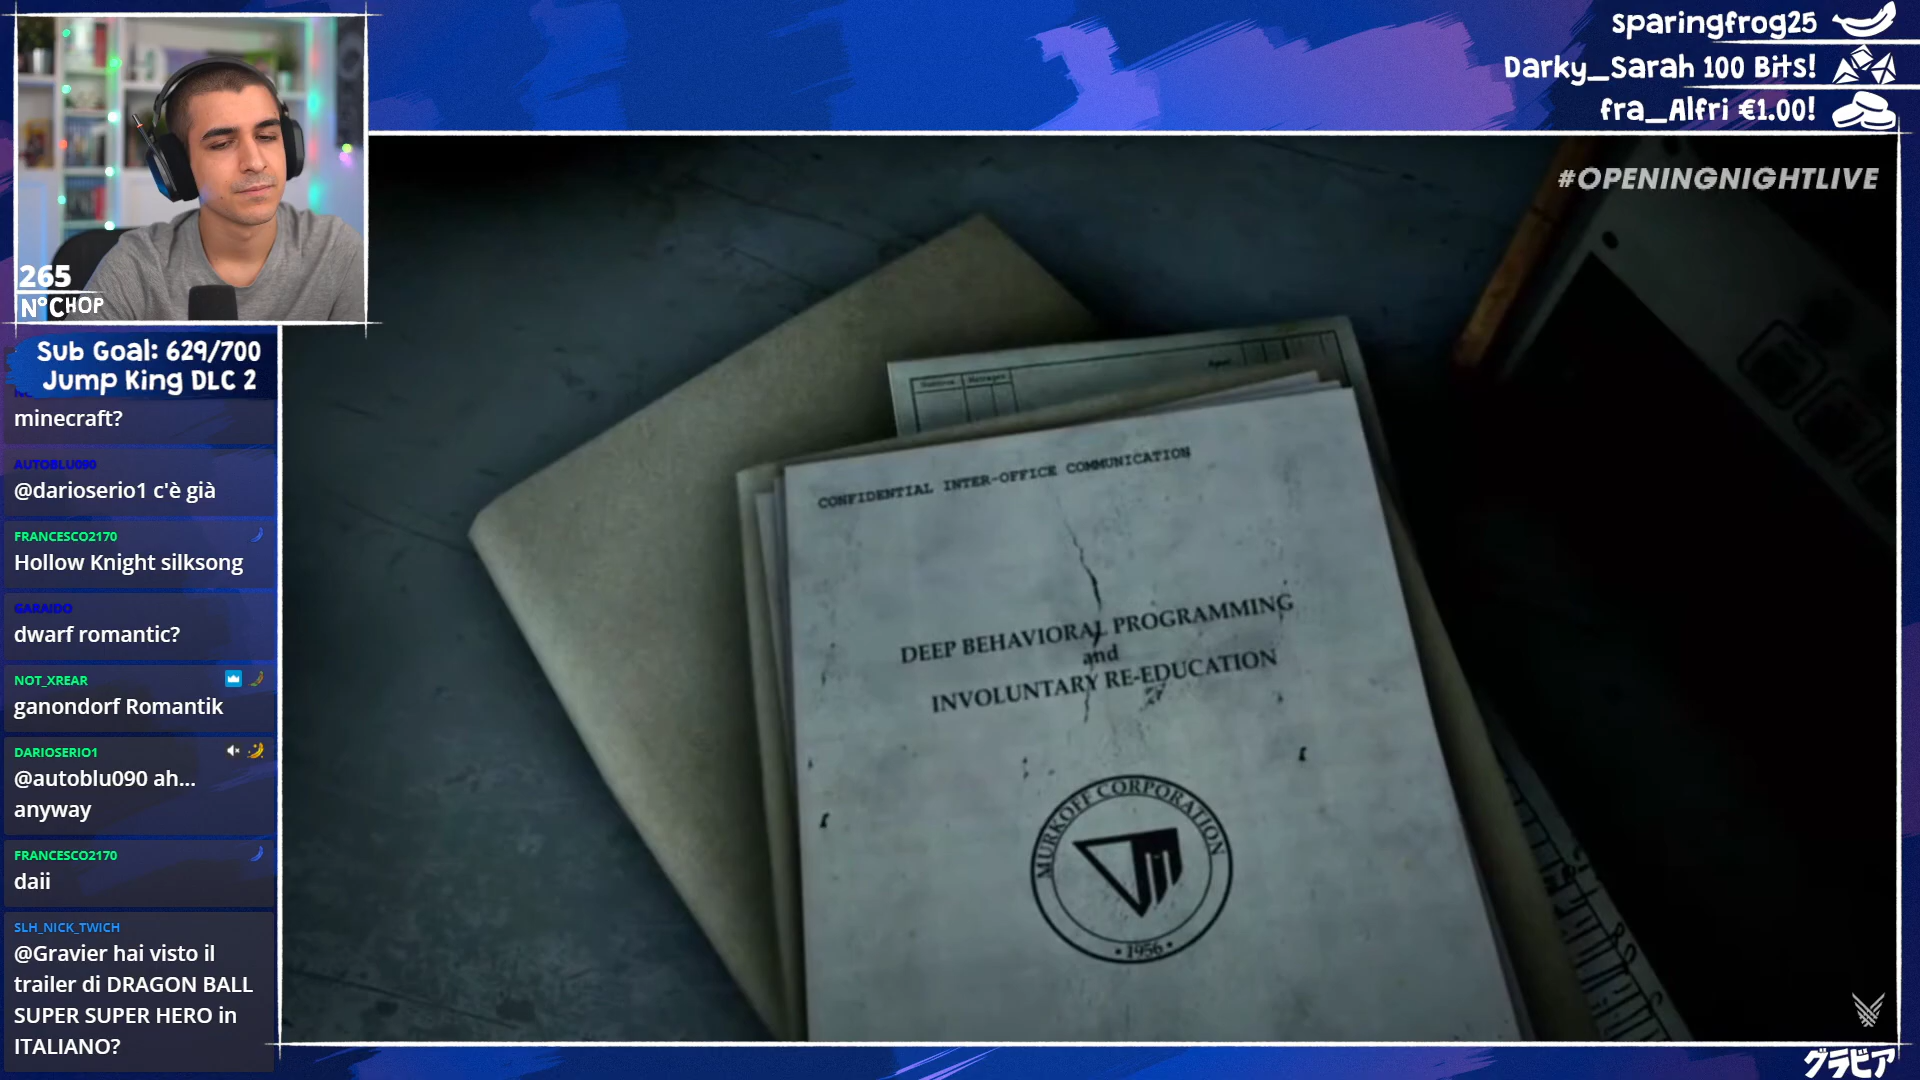 sparingfrog25
Darky_Sarah 100 Bits!
fra_Alfri €1.00!
#OPENINGNIGHTLIVE
265
N°CHOP
Sub Goal: 629/700
Jump King DLC 2
minecraft?
AUTOBLU090
@darioserio1 c'è già
FRANCESCO2170
Hollow Knight silksong
GARAIDO
dwarf romantic?
NOT_XREAR
ganondorf Romantik
DARIOSERIO1
@autoblu090 ah...
anyway
FRANCESCO2170
daii
SLH_NICK_TWICH
@Gravier hai visto il
trailer di DRAGON BALL
SUPER SUPER HERO in
ITALIANO?
CONFIDENTIAL INTER-OFFICE COMMUNICATION
DEEP BEHAVIORAL PROGRAMMING
and
INVOLUNTARY RE-EDUCATION
MURKOFF CORPORATION
• 1956 •
グラビア